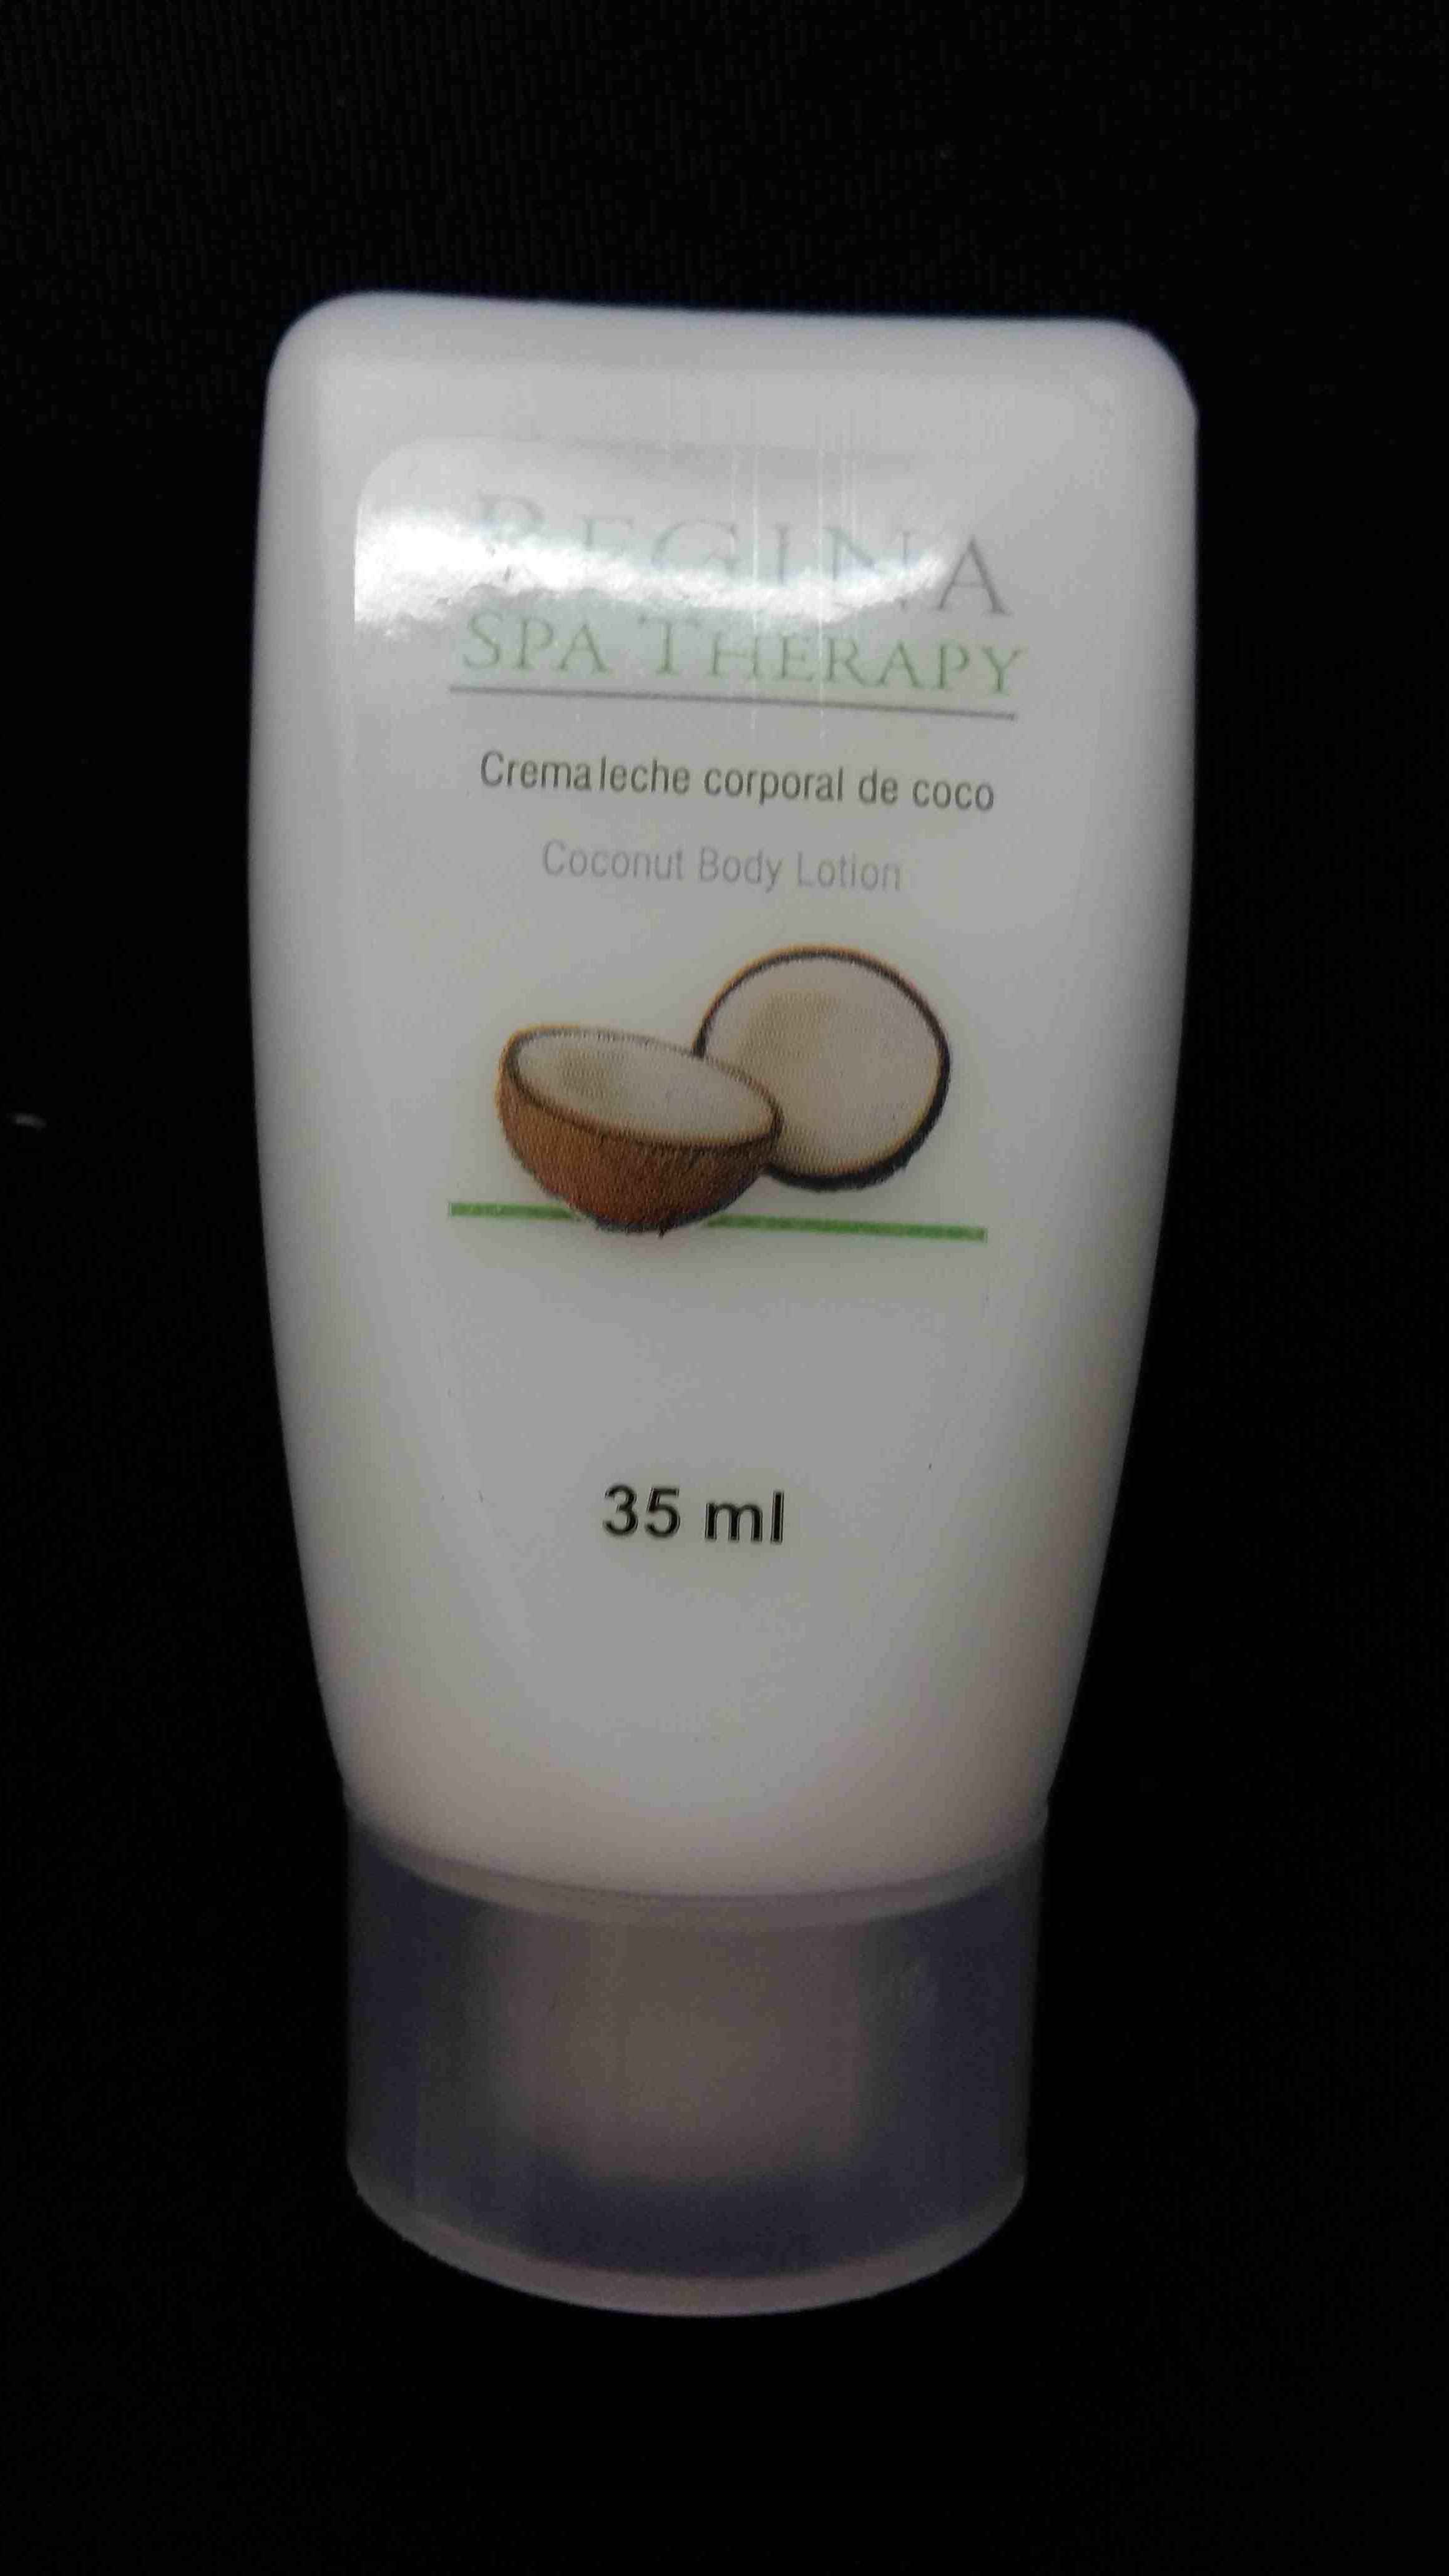 REGINA
SPA THERAPY
Crema leche corporal de coco
Coconut Body Lotion
35 ml